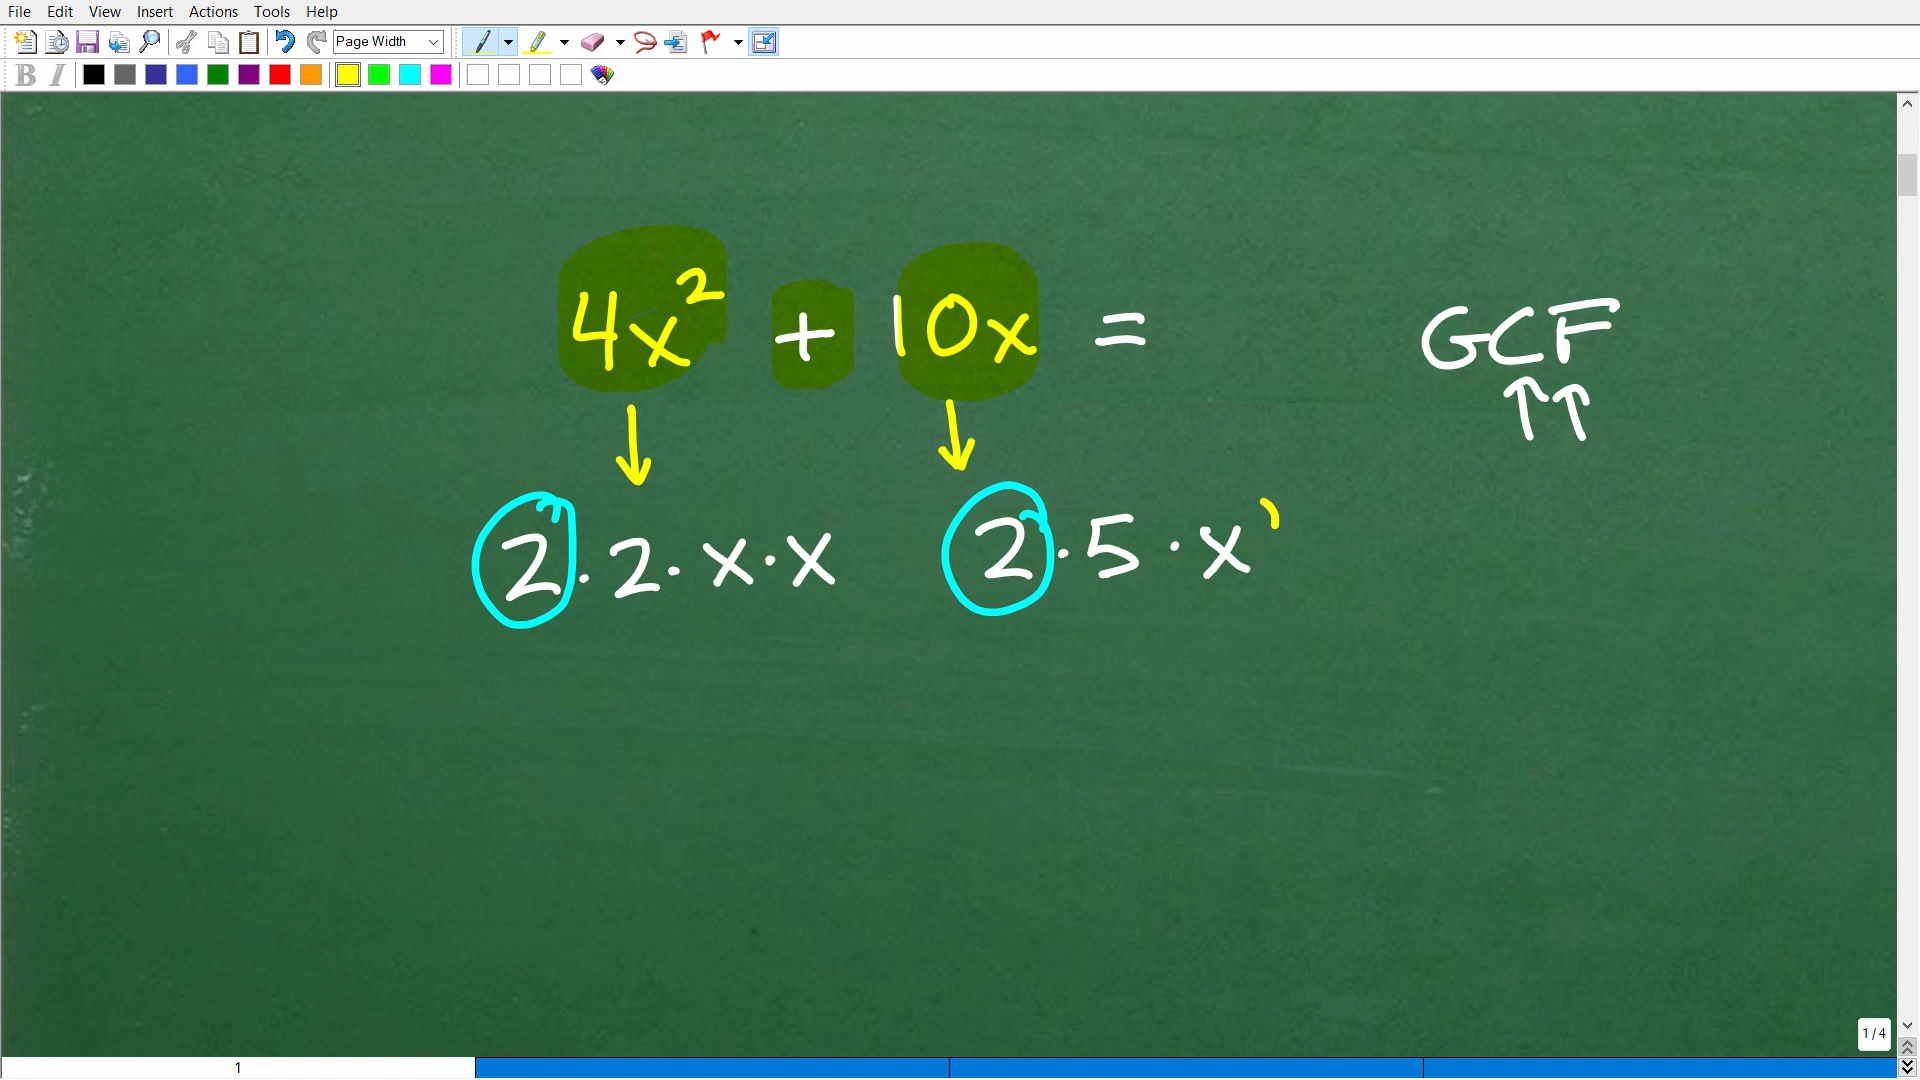 File Edit View Insert Actions Tools Help
Page Width
B I
4x² + 10x =
GCF
2·2·x·x 2·5·x
1 / 4
1